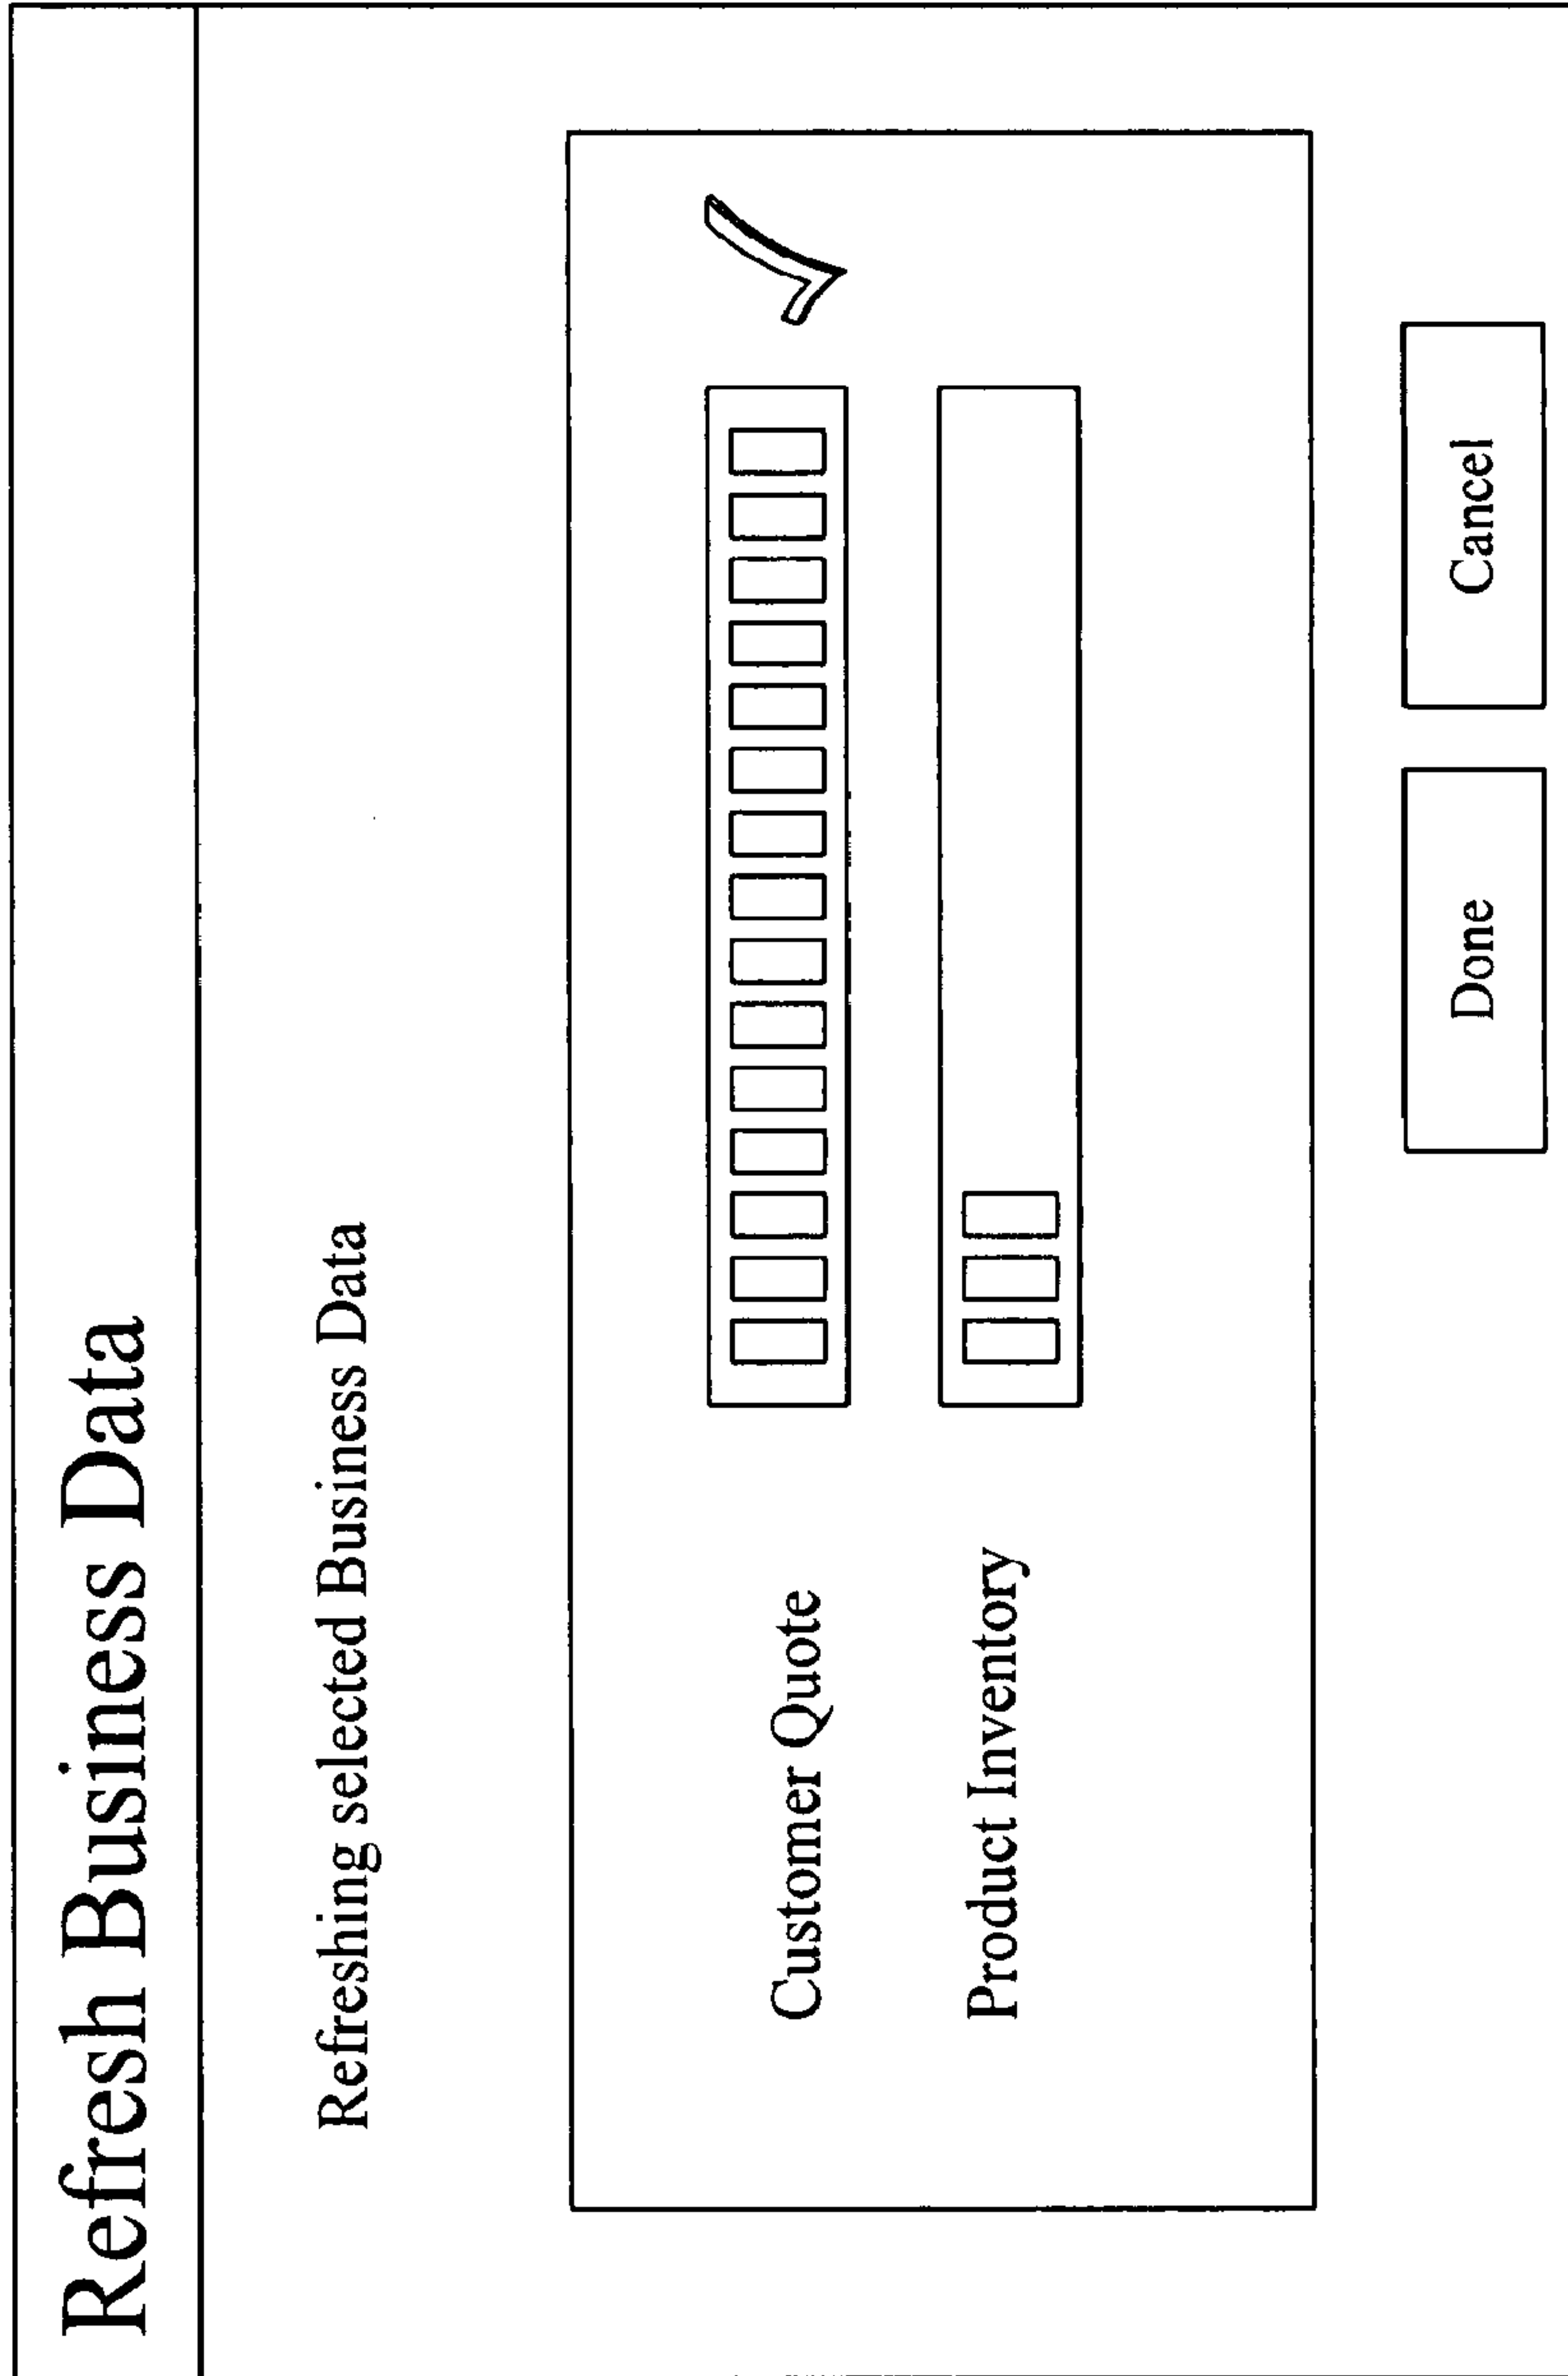 Refresh Business Data
Refreshing selected Business Data
Customer Quote
Product Inventory
Done
Cancel